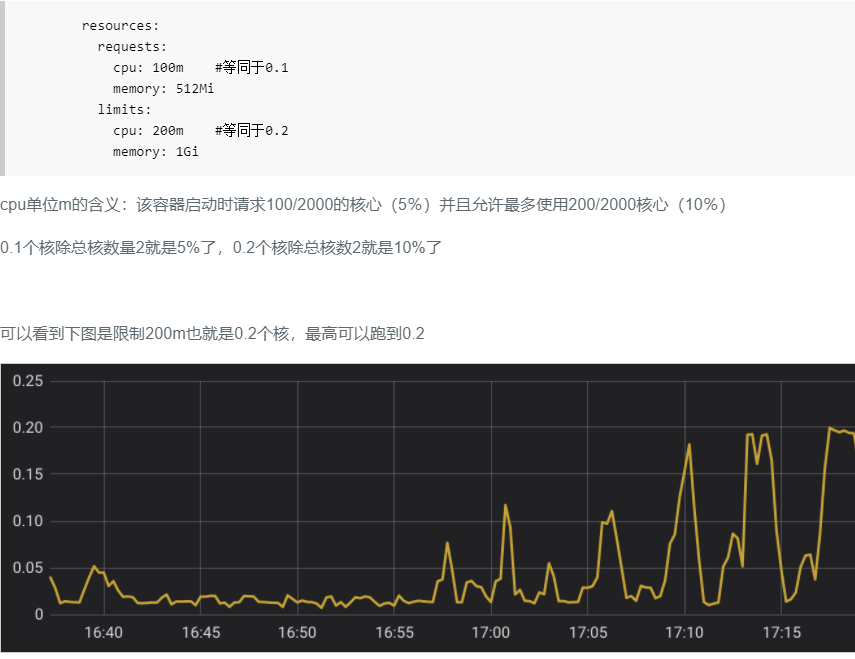 resources:
requests:
cpu: 100m #等同于0.1
memory: 512Mi
limits:
cpu: 200m #等同于0.2
memory: 1Gi
cpu单位m的含义：该容器启动时请求100/2000的核心（5%）并且允许最多使用200/2000核心（10%）
0.1个核除总核数量2就是5%了，0.2个核除总核数2就是10%了
可以看到下图是限制200m也就是0.2个核，最高可以跑到0.2
0.25
0.20
0.15
0.10
0.05
0
16:40 16:45 16:50 16:55 17:00 17:05 17:10 17:15